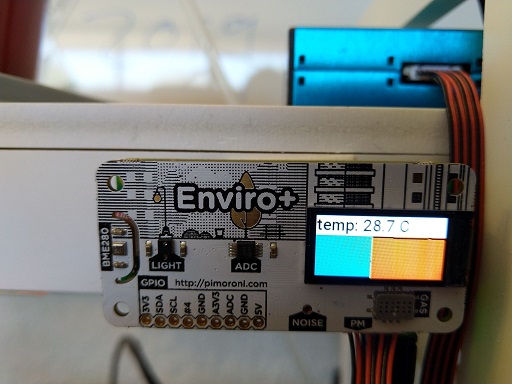 Enviro+
temp: 28.7 C
BME280
LIGHT
ADC
GPIO http://pimoroni.com
3V3 SDA SCL #4 GND A3V3 ADC GND 5V
NOISE
PM
GAS